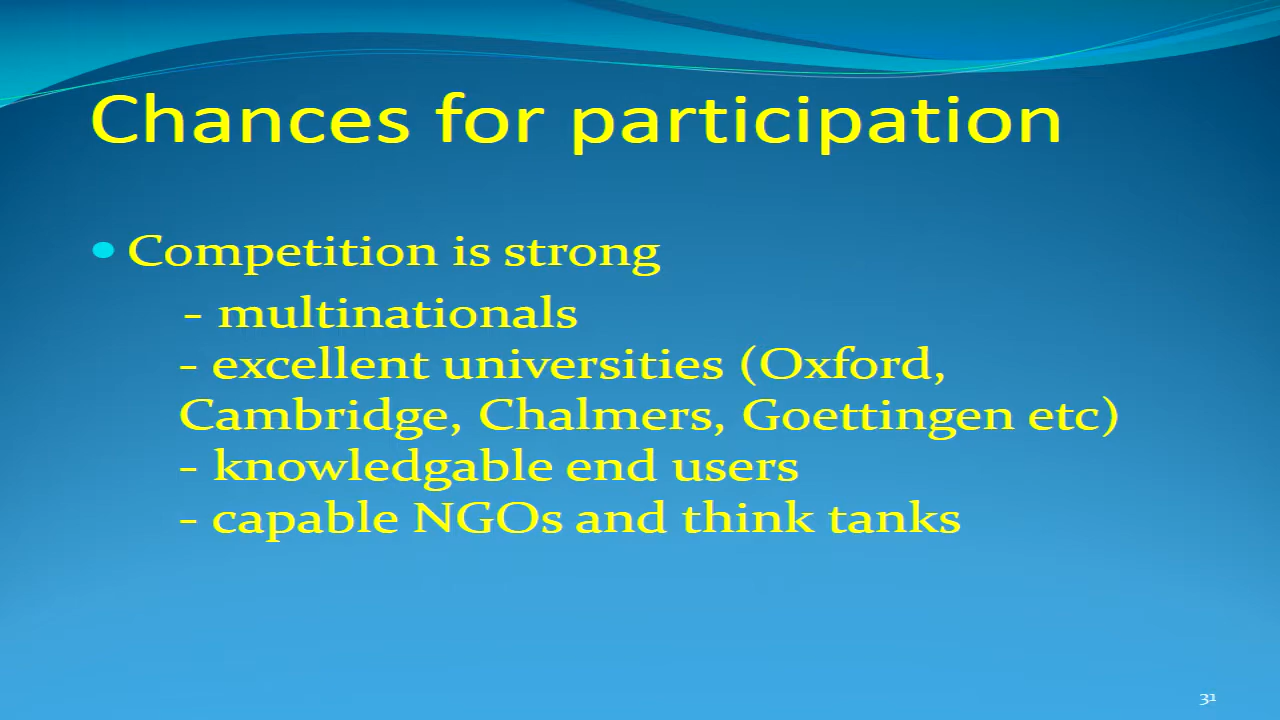 Chances for participation
• Competition is strong
- multinationals
- excellent universities (Oxford,
Cambridge, Chalmers, Goettingen etc)
- knowledgable end users
- capable NGOs and think tanks
31